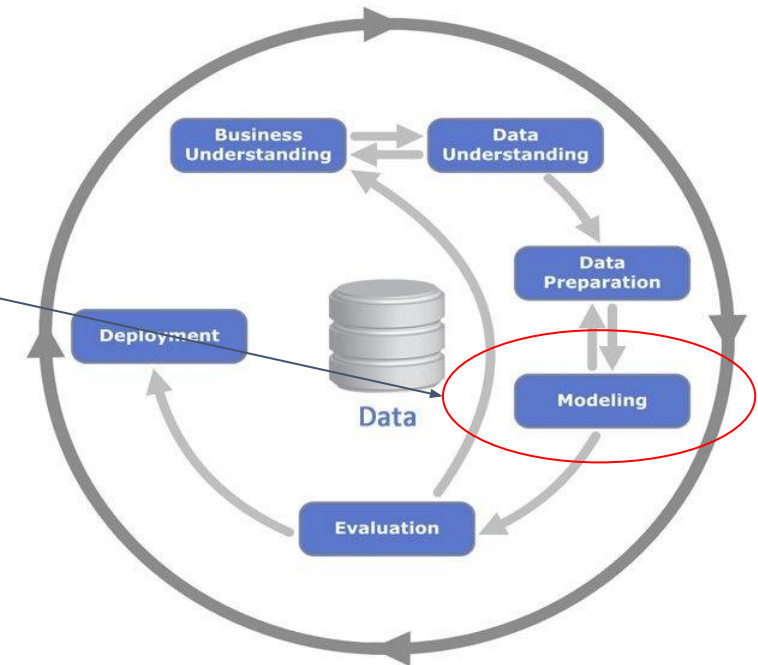 Business
Understanding
Data
Understanding
Data
Preparation
Deployment
Modeling
Data
Evaluation